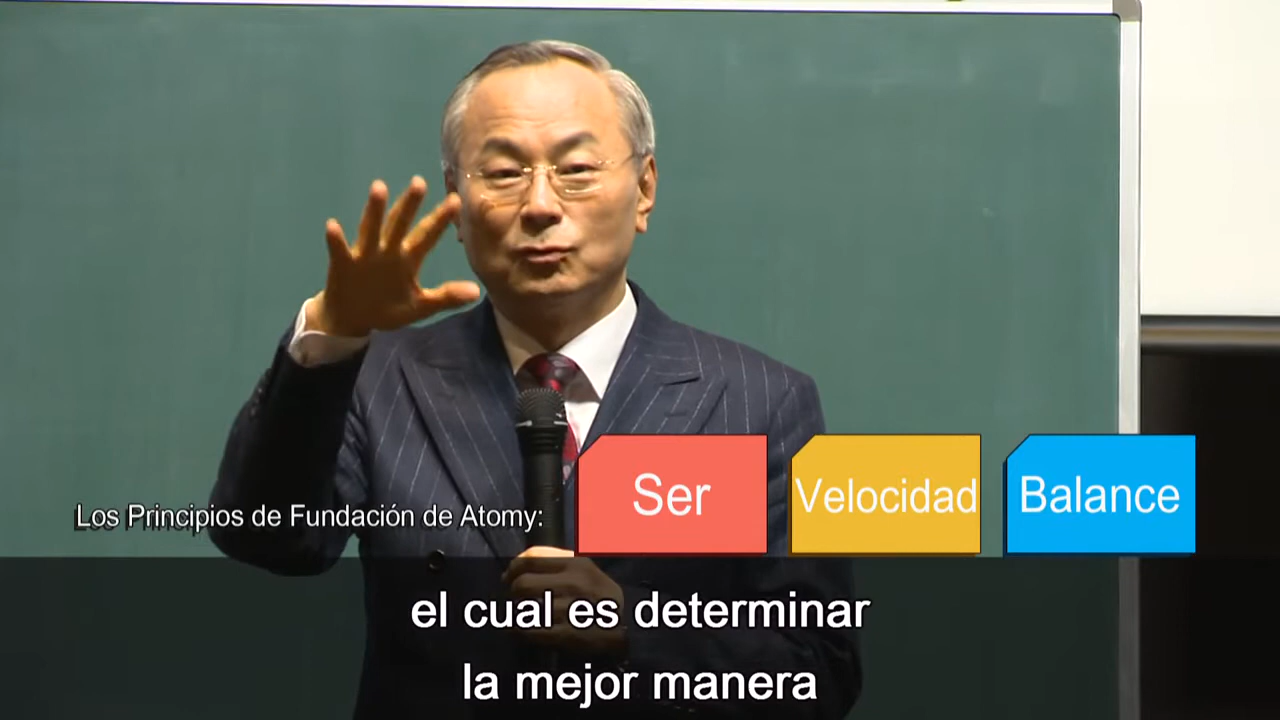 Los Principios de Fundación de Atomy:
Ser
Velocidad
Balance
el cual es determinar
la mejor manera